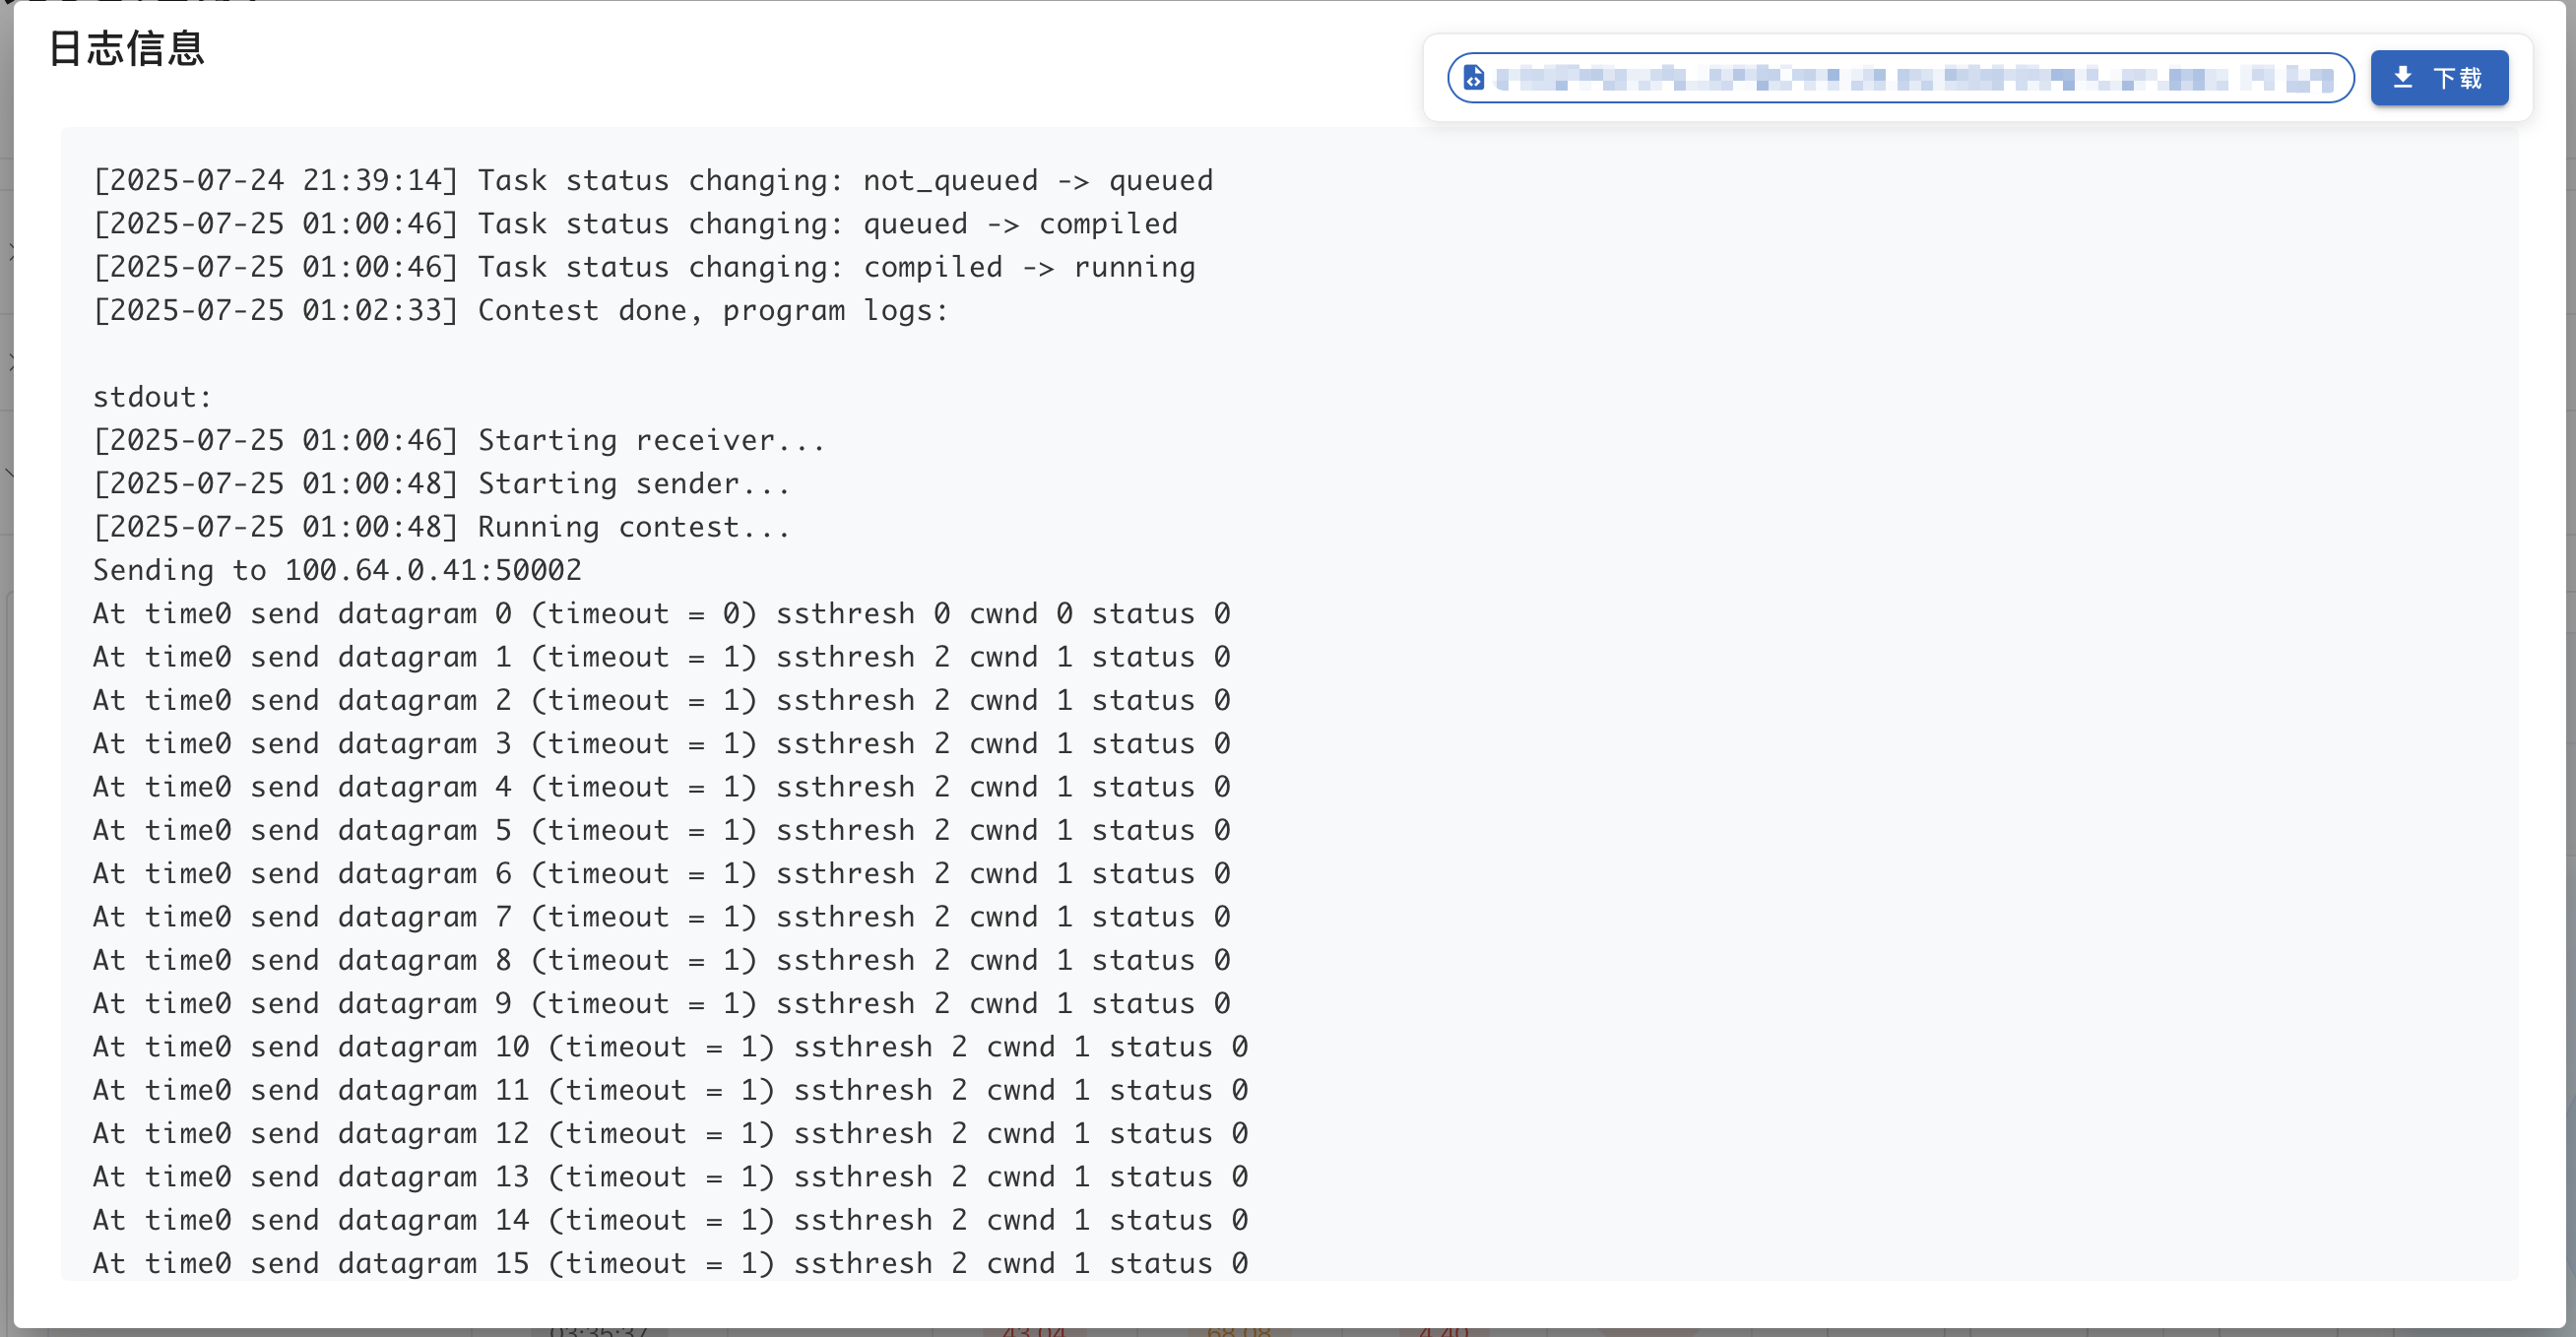 日志信息
下载
[2025-07-24 21:39:14] Task status changing: not_queued -> queued
[2025-07-25 01:00:46] Task status changing: queued -> compiled
[2025-07-25 01:00:46] Task status changing: compiled -> running
[2025-07-25 01:02:33] Contest done, program logs:
stdout:
[2025-07-25 01:00:46] Starting receiver...
[2025-07-25 01:00:48] Starting sender...
[2025-07-25 01:00:48] Running contest...
Sending to 100.64.0.41:50002
At time0 send datagram 0 (timeout = 0) ssthresh 0 cwnd 0 status 0
At time0 send datagram 1 (timeout = 1) ssthresh 2 cwnd 1 status 0
At time0 send datagram 2 (timeout = 1) ssthresh 2 cwnd 1 status 0
At time0 send datagram 3 (timeout = 1) ssthresh 2 cwnd 1 status 0
At time0 send datagram 4 (timeout = 1) ssthresh 2 cwnd 1 status 0
At time0 send datagram 5 (timeout = 1) ssthresh 2 cwnd 1 status 0
At time0 send datagram 6 (timeout = 1) ssthresh 2 cwnd 1 status 0
At time0 send datagram 7 (timeout = 1) ssthresh 2 cwnd 1 status 0
At time0 send datagram 8 (timeout = 1) ssthresh 2 cwnd 1 status 0
At time0 send datagram 9 (timeout = 1) ssthresh 2 cwnd 1 status 0
At time0 send datagram 10 (timeout = 1) ssthresh 2 cwnd 1 status 0
At time0 send datagram 11 (timeout = 1) ssthresh 2 cwnd 1 status 0
At time0 send datagram 12 (timeout = 1) ssthresh 2 cwnd 1 status 0
At time0 send datagram 13 (timeout = 1) ssthresh 2 cwnd 1 status 0
At time0 send datagram 14 (timeout = 1) ssthresh 2 cwnd 1 status 0
At time0 send datagram 15 (timeout = 1) ssthresh 2 cwnd 1 status 0